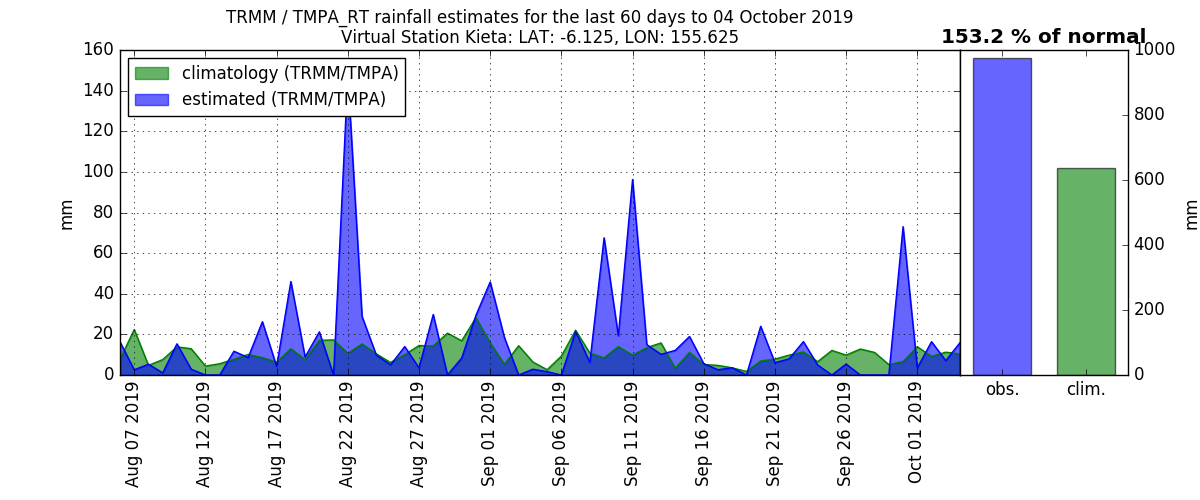 TRMM / TMPA_RT rainfall estimates for the last 60 days to 04 October 2019
Virtual Station Kieta: LAT: -6.125, LON: 155.625
153.2 % of normal
climatology (TRMM/TMPA)
estimated (TRMM/TMPA)
mm
160
140
120
100
80
60
40
20
0
Aug 07 2019
Aug 12 2019
Aug 17 2019
Aug 22 2019
Aug 27 2019
Sep 01 2019
Sep 06 2019
Sep 11 2019
Sep 16 2019
Sep 21 2019
Sep 26 2019
Oct 01 2019
obs.
clim.
1000
800
600
400
200
0
mm